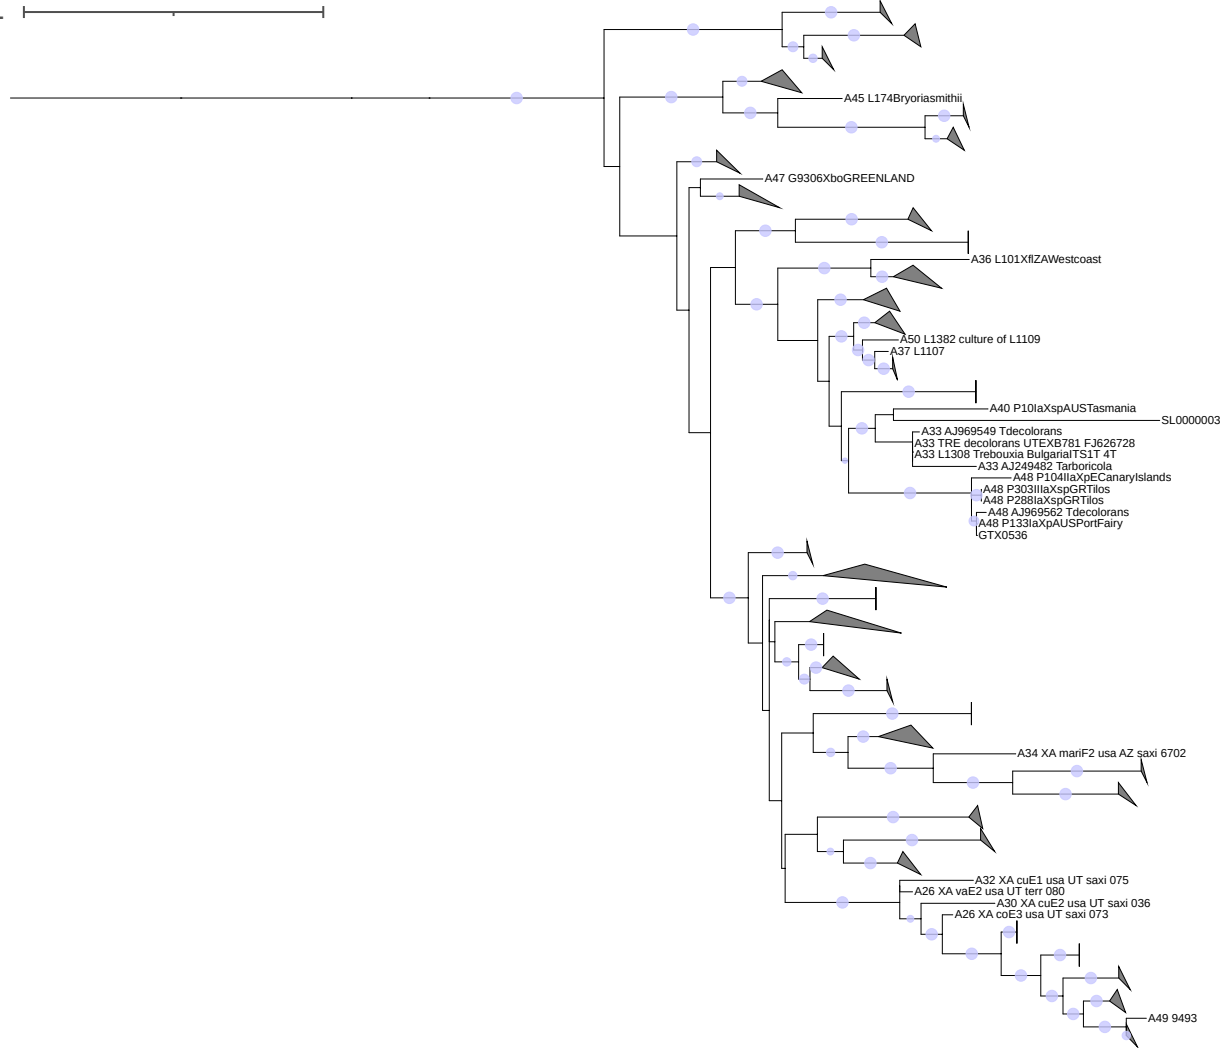 A45 L174Bryoriasmithii
A47 G9306XboGREENLAND
A36 L101XflZAWestcoast
A50 L1382 culture of L1109
A37 L1107
A40 P10IaXspAUSTasmania
SL0000003
A33 AJ969549 Tdecolorans
A33 TRE decolorans UTEXB781 FJ626728
A33 L1308 Trebouxia BulgariaITS1T 4T
A33 AJ249482 Tarboricola
A48 P104IIaXpECanaryIslands
A48 P303IIIaXspGRTilos
A48 P288IaXspGRTilos
A48 AJ969562 Tdecolorans
A48 P133IaXpAUSPortFairy
GTX0536
A34 XA mariF2 usa AZ saxi 6702
A32 XA cuE1 usa UT saxi 075
A26 XA vaE2 usa UT terr 080
A30 XA cuE2 usa UT saxi 036
A26 XA coE3 usa UT saxi 073
A49 9493